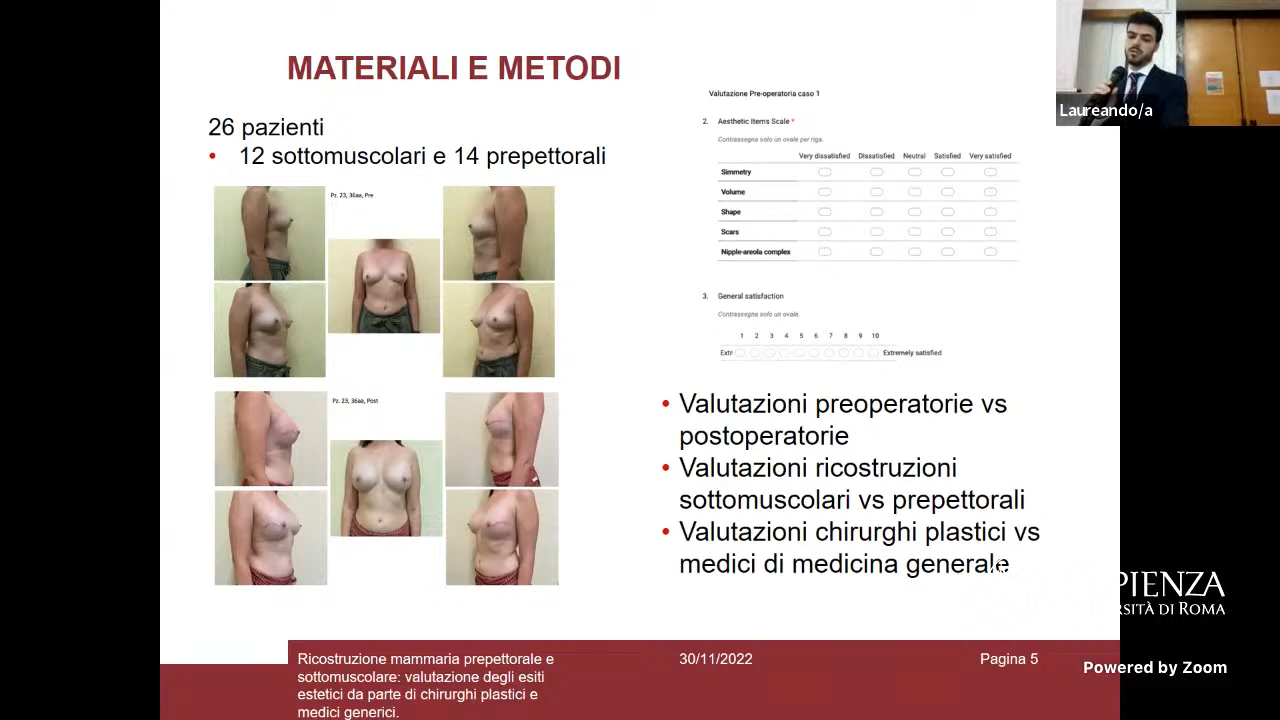 MATERIALI E METODI
26 pazienti
• 12 sottomuscolari e 14 prepettorali
Pz. 23, 36aa, Pre
Pz. 23, 36aa, Post
Valutazione Pre-operatoria caso 1
2. Aesthetic Items Scale *
Contrassegna solo un ovale per riga.
Very dissatisfied Dissatisfied Neutral Satisfied Very satisfied
Simmetry
Volume
Shape
Scars
Nipple-areola complex
3. General satisfaction
Contrassegna solo un ovale.
1 2 3 4 5 6 7 8 9 10
Extr Extremely satisfied
• Valutazioni preoperatorie vs
postoperatorie
• Valutazioni ricostruzioni
sottomuscolari vs prepettorali
• Valutazioni chirurghi plastici vs
medici di medicina generale
Laureando/a
PIENZA
RSITÀ DI ROMA
Ricostruzione mammaria prepettorale e
sottomuscolare: valutazione degli esiti
estetici da parte di chirurghi plastici e
medici generici.
30/11/2022
Pagina 5
Powered by Zoom